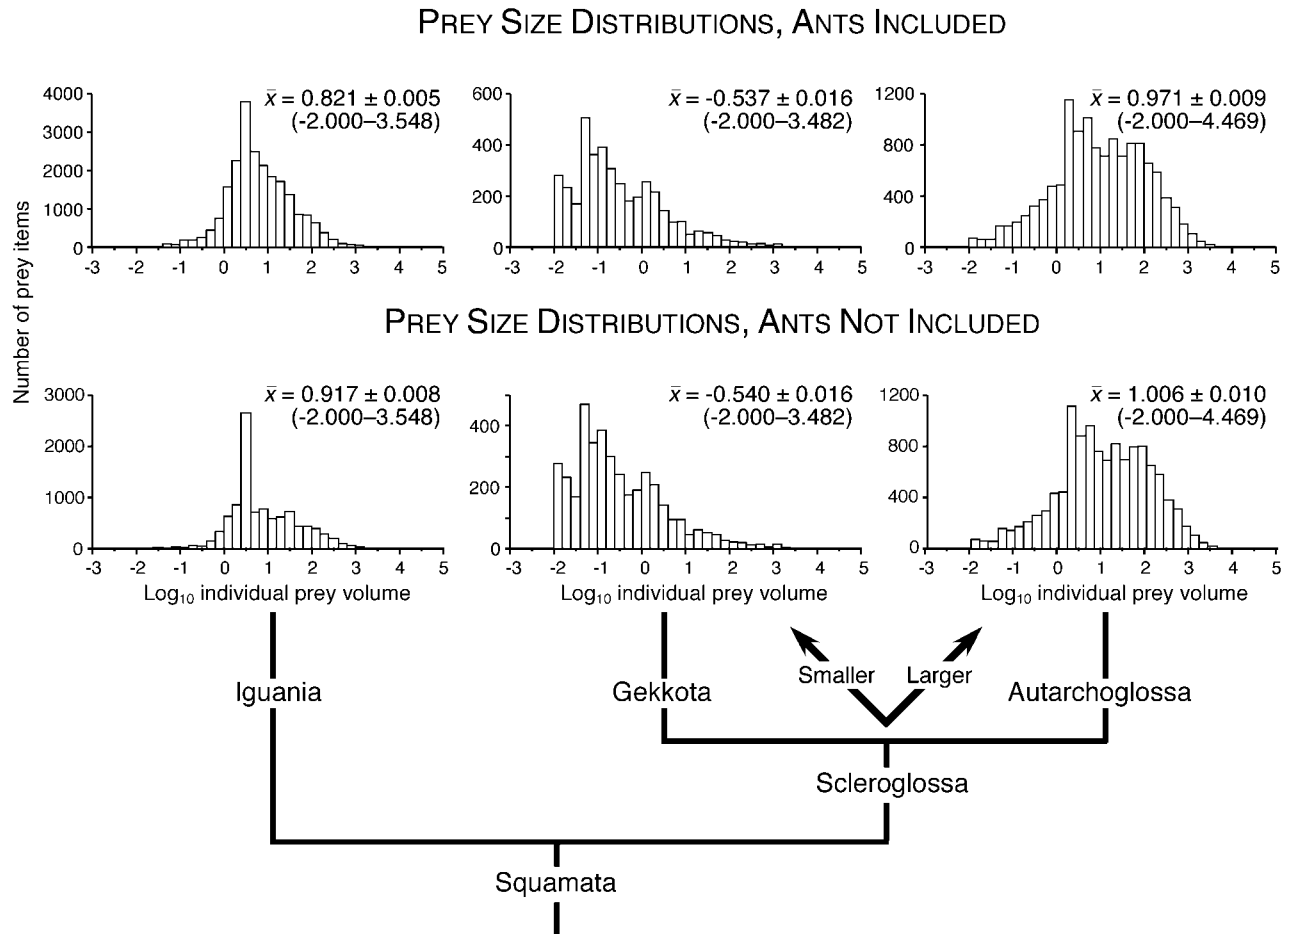 PREY SIZE DISTRIBUTIONS, ANTS INCLUDED
Number of prey items
4000
3000
2000
1000
0
x̄ = 0.821 ± 0.005
(-2.000–3.548)
-3 -2 -1 0 1 2 3 4 5
600
400
200
0
x̄ = -0.537 ± 0.016
(-2.000–3.482)
-3 -2 -1 0 1 2 3 4 5
1200
800
400
0
x̄ = 0.971 ± 0.009
(-2.000–4.469)
-3 -2 -1 0 1 2 3 4 5
PREY SIZE DISTRIBUTIONS, ANTS NOT INCLUDED
3000
2000
1000
0
x̄ = 0.917 ± 0.008
(-2.000–3.548)
-3 -2 -1 0 1 2 3 4 5
Log₁₀ individual prey volume
400
200
0
x̄ = -0.540 ± 0.016
(-2.000–3.482)
-3 -2 -1 0 1 2 3 4 5
Log₁₀ individual prey volume
1200
800
400
0
x̄ = 1.006 ± 0.010
(-2.000–4.469)
-3 -2 -1 0 1 2 3 4 5
Log₁₀ individual prey volume
Smaller Larger
Iguania Gekkota Autarchoglossa
Scleroglossa
Squamata